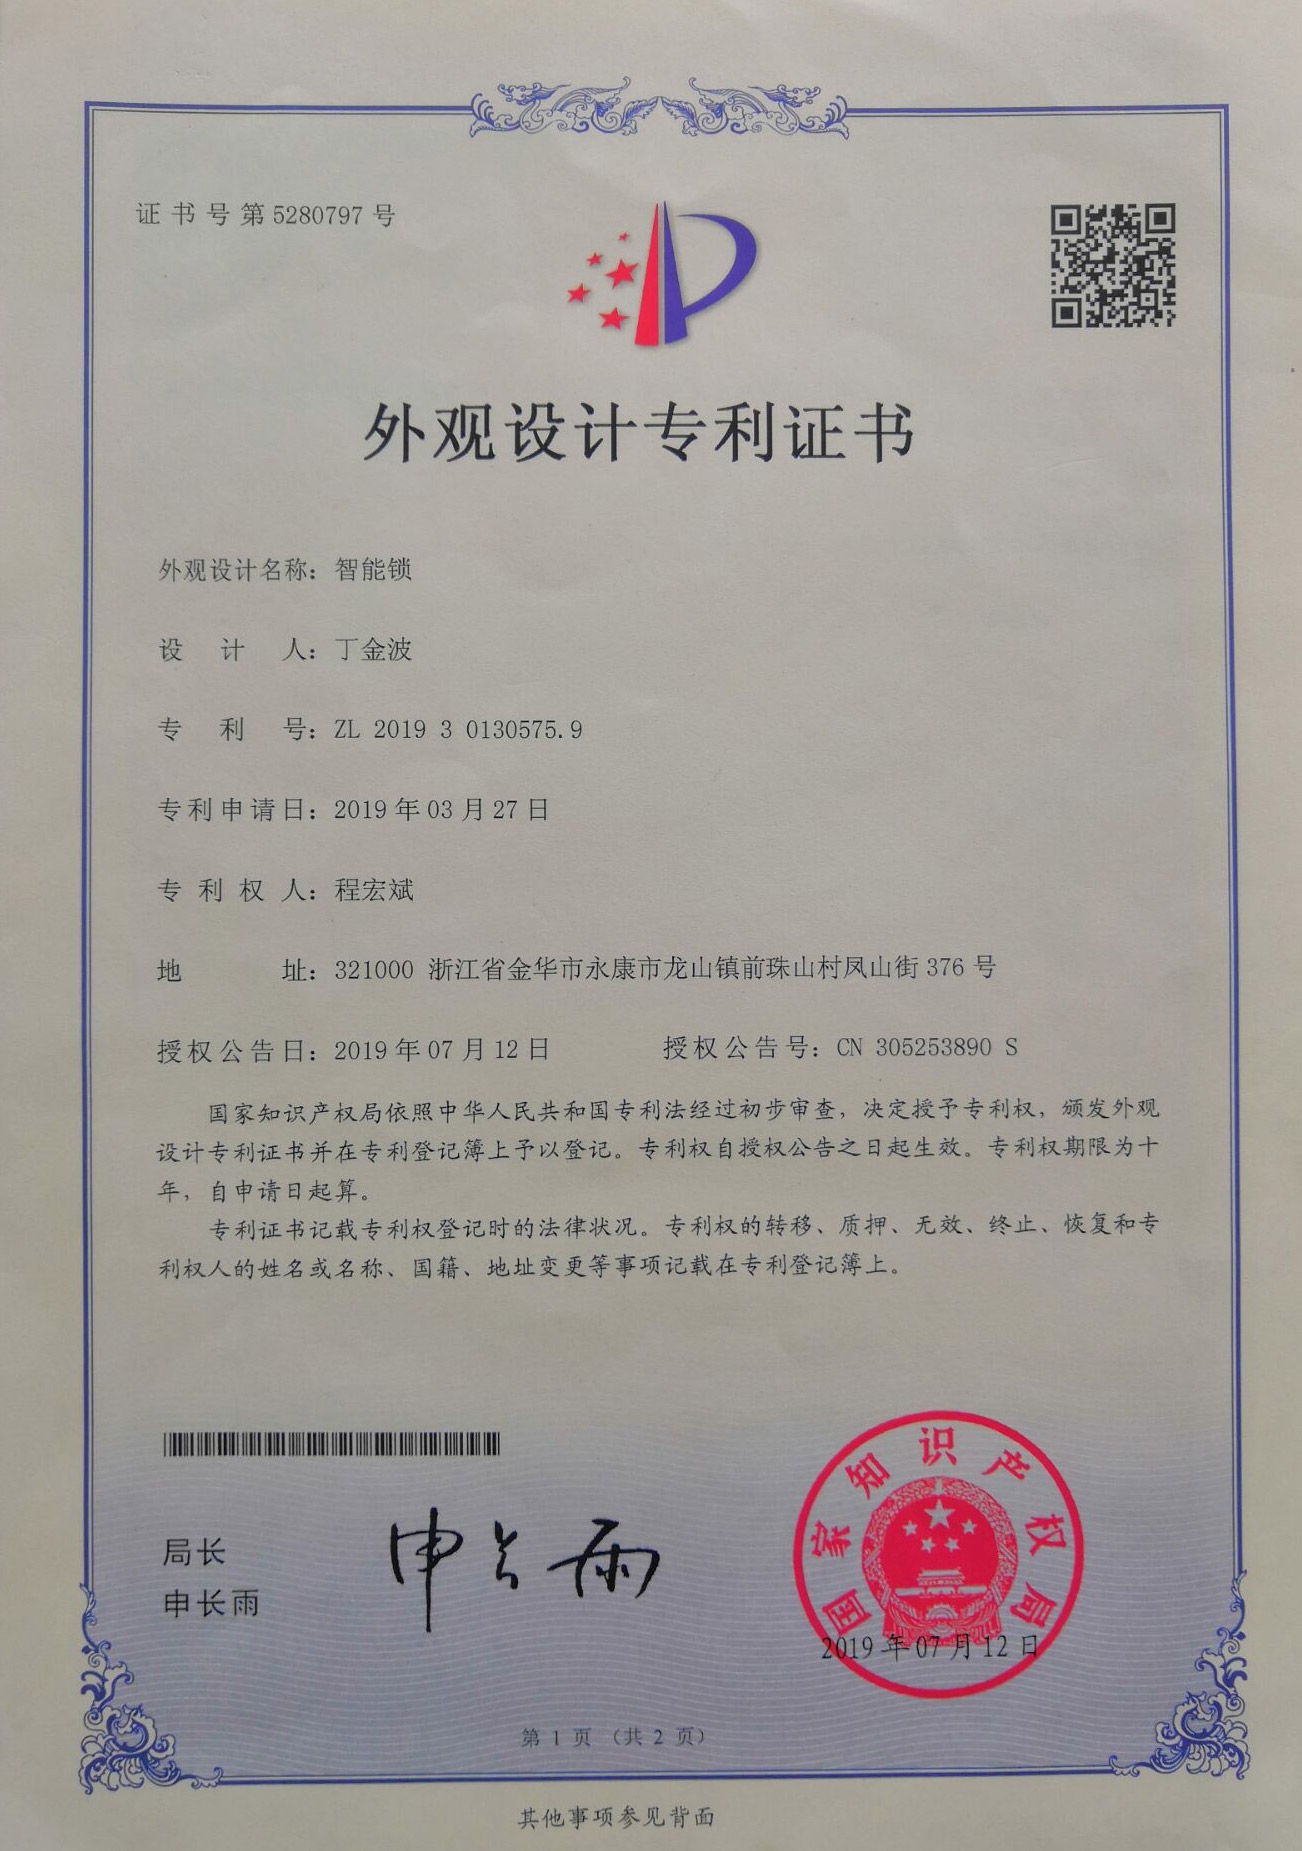 证书号第5280797号
外观设计专利证书
外观设计名称：智能锁
设计人：丁金波
专利号：ZL 2019 3 0130575.9
专利申请日：2019年03月27日
专利权人：程宏斌
地址：321000 浙江省金华市永康市龙山镇前珠山村凤山街376号
授权公告日：2019年07月12日 授权公告号：CN 305253890 S
国家知识产权局依照中华人民共和国专利法经过初步审查，决定授予专利权，颁发外观
设计专利证书并在专利登记簿上予以登记。专利权自授权公告之日起生效。专利权期限为十
年，自申请日起算。
专利证书记载专利权登记时的法律状况。专利权的转移、质押、无效、终止、恢复和专
利权人的姓名或名称、国籍、地址变更等事项记载在专利登记簿上。
局长
申长雨
申长雨
国家知识产权局
2019年07月12日
第 1 页 （共 2 页）
其他事项参见背面